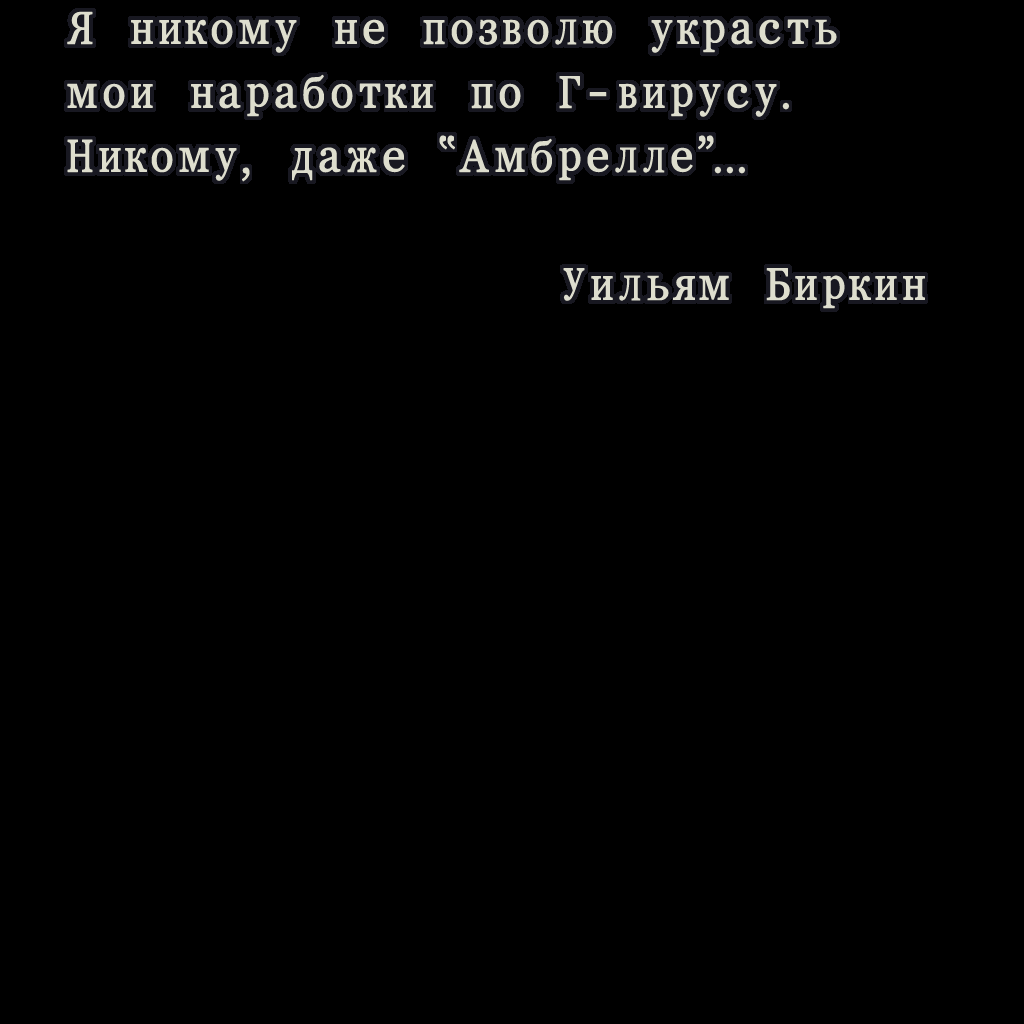 Я никому не позволю украсть
мои наработки по Г-вирусу.
Никому, даже “Амбрелле”...
Уильям Биркин